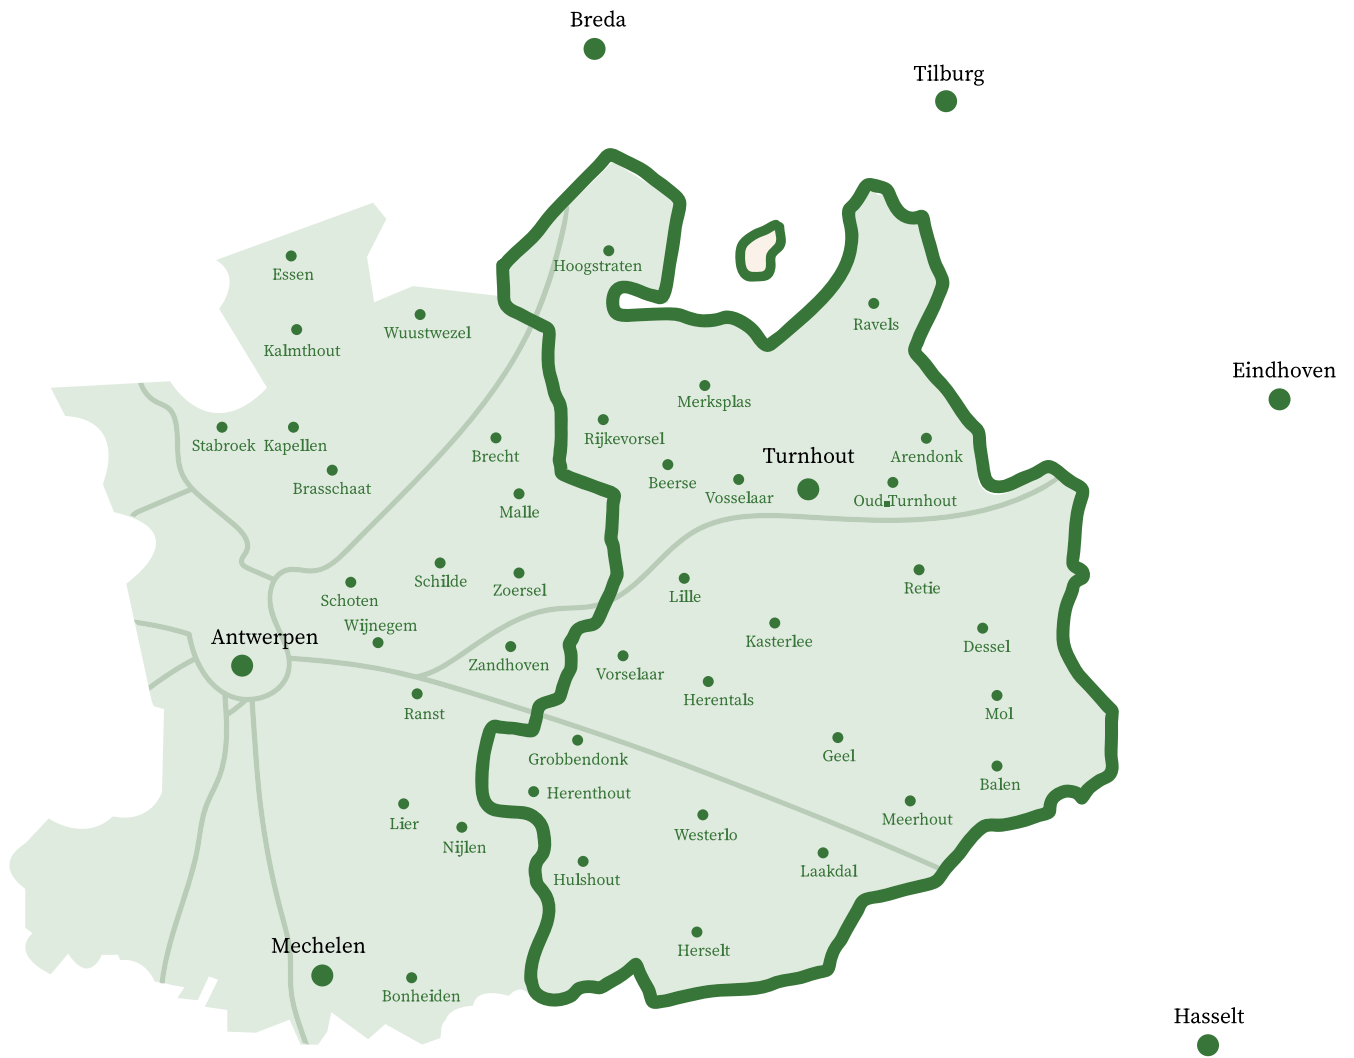 Breda
Tilburg
Hoogstraten
Essen
Ravels
Wuustwezel
Kalmthout
Eindhoven
Merksplas
Rijkevorsel
Stabroek
Kapellen
Brecht
Turnhout
Arendonk
Brasschaat
Beerse
Vosselaar
Oud-Turnhout
Malle
Schilde
Zoersel
Retie
Lille
Schoten
Wijnegem
Antwerpen
Kasterlee
Dessel
Zandhoven
Vorselaar
Herentals
Ranst
Mol
Geel
Grobbendonk
Balen
Herenthout
Meerhout
Lier
Westerlo
Nijlen
Laakdal
Hulshout
Mechelen
Herselt
Bonheiden
Hasselt